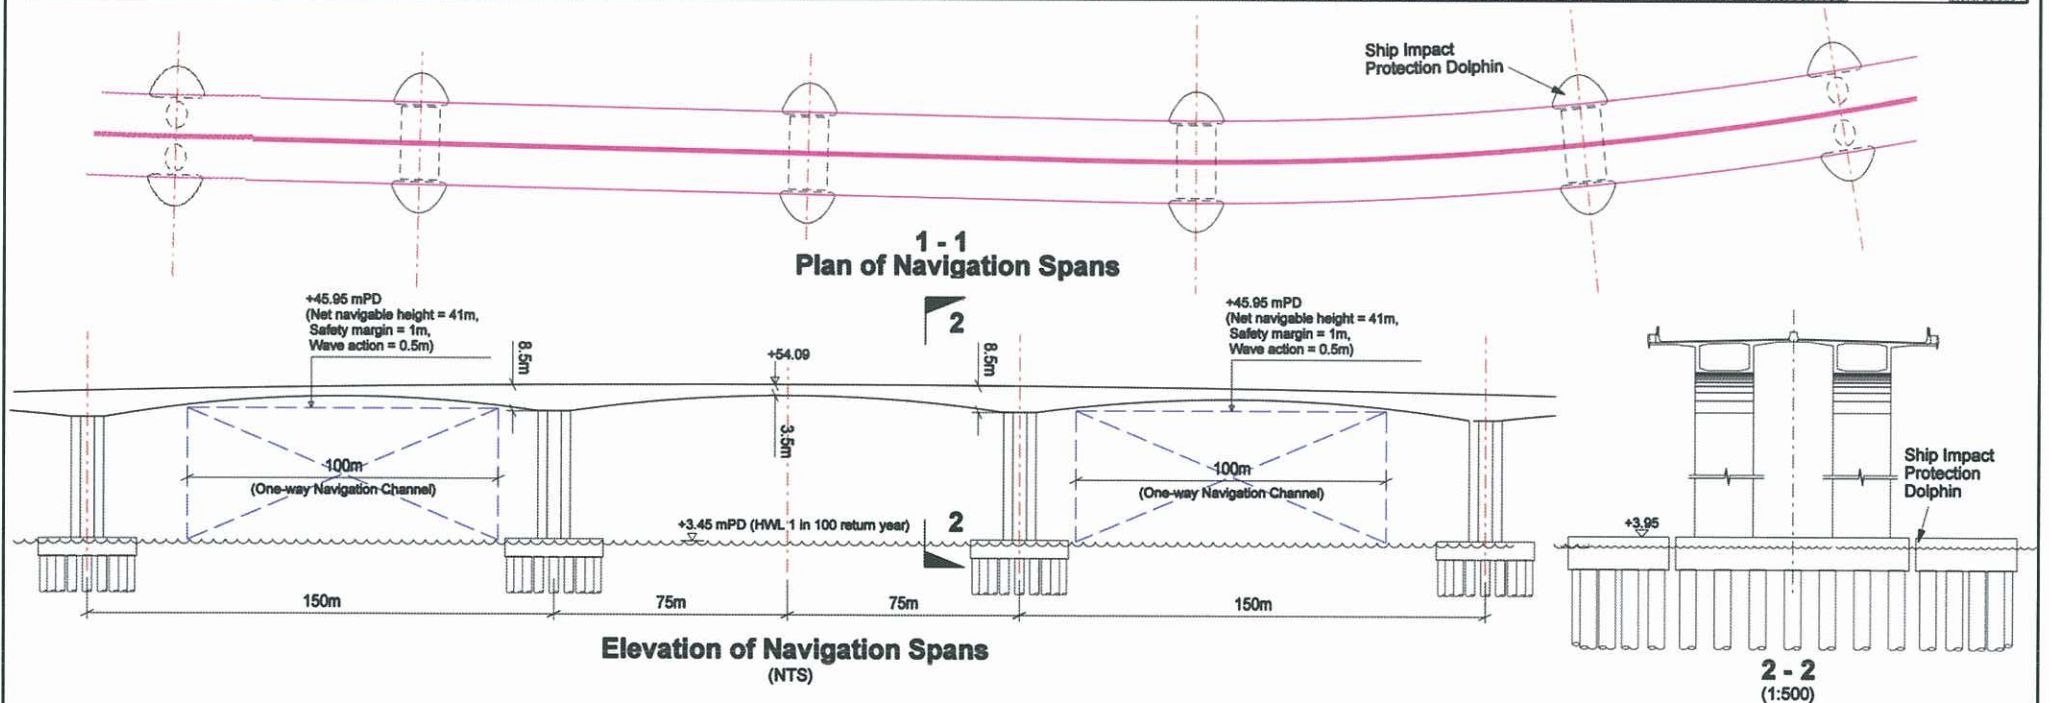 Ship Impact
Protection Dolphin
1 - 1
Plan of Navigation Spans
+45.95 mPD
(Net navigable height = 41m,
Safety margin = 1m,
Wave action = 0.5m)
8.5m
+54.09
3.5m
2
8.5m
+45.95 mPD
(Net navigable height = 41m,
Safety margin = 1m,
Wave action = 0.5m)
100m
(One-way Navigation Channel)
+3.45 mPD (HWL 1 in 100 return year)
2
100m
(One-way Navigation Channel)
150m
75m
75m
150m
Elevation of Navigation Spans
(NTS)
Ship Impact
Protection
Dolphin
+3.95
2 - 2
(1:500)